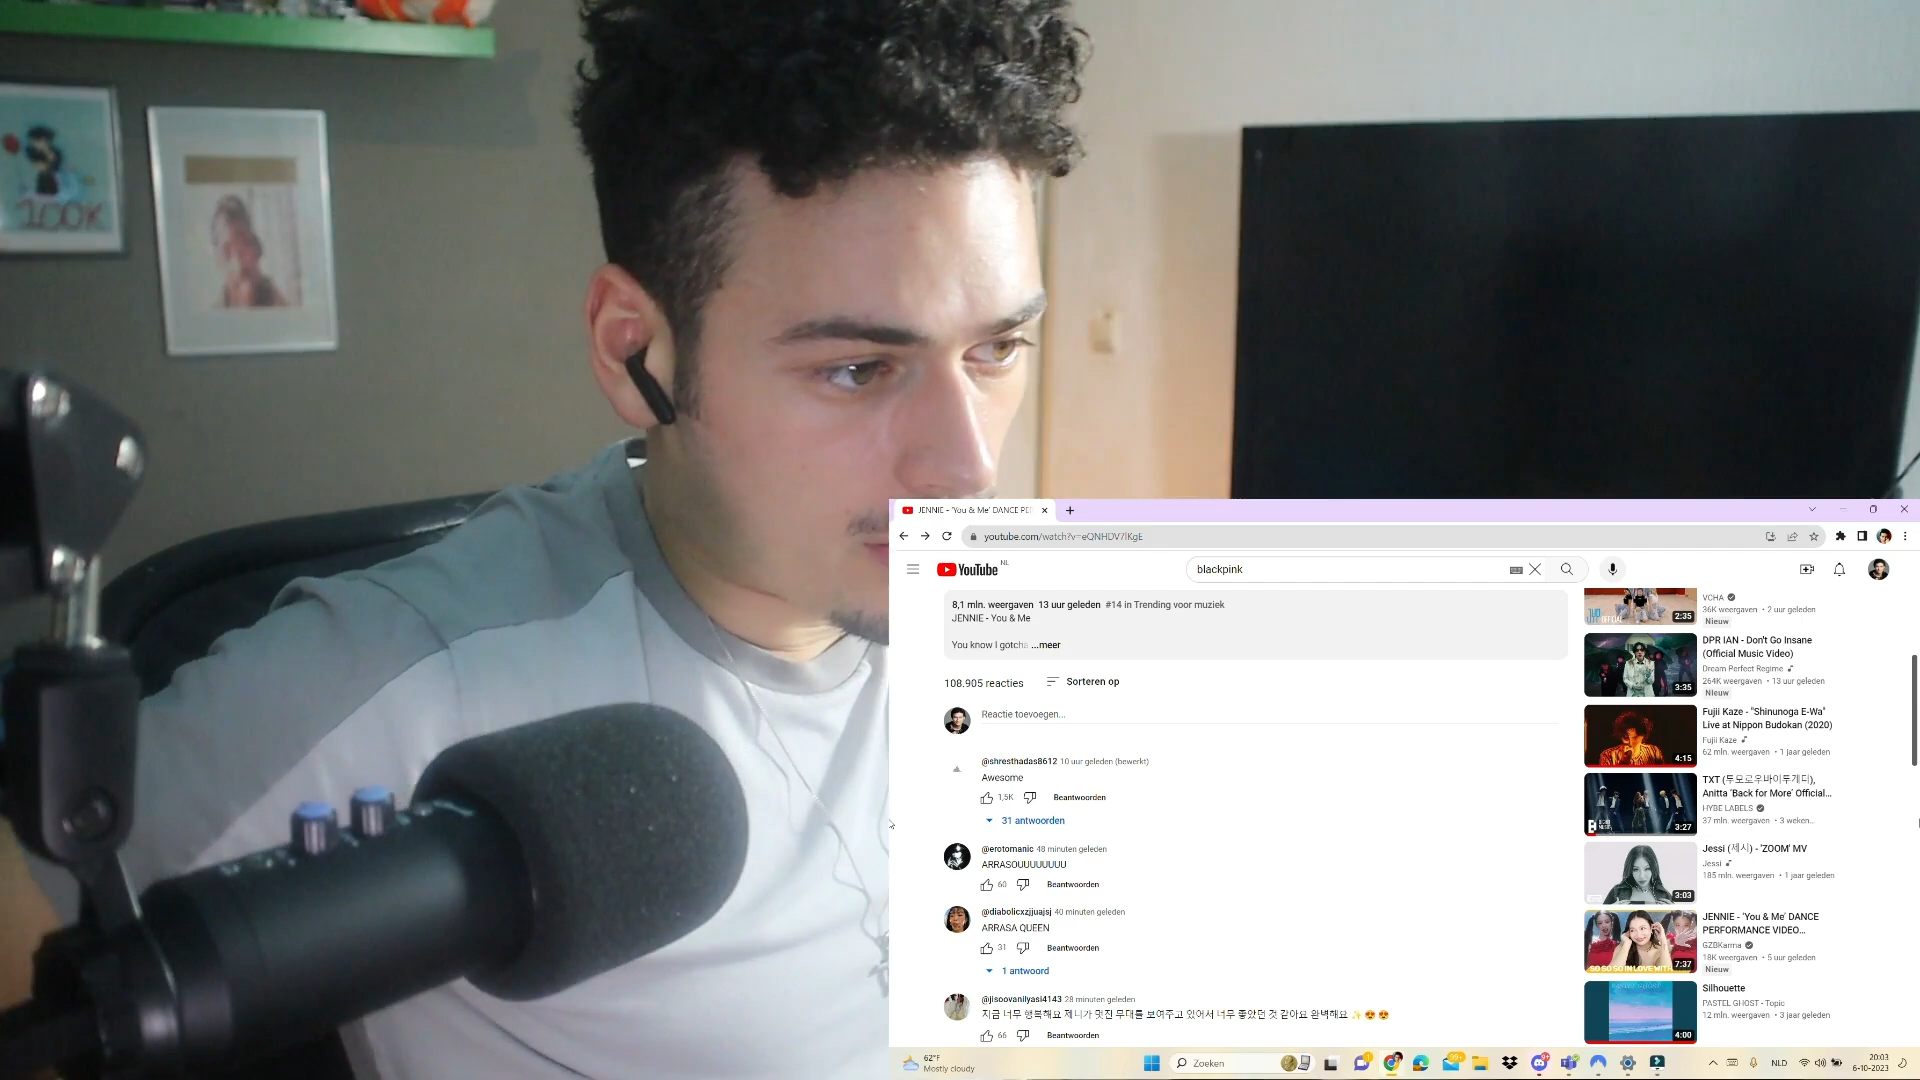 100K
JENNIE - 'You & Me' DANCE PE
youtube.com/watch?v=eQNHDV7IKgE
YouTube NL
blackpink
8,1 mln. weergaven 13 uur geleden #14 in Trending voor muziek
JENNIE - You & Me
You know I gotcha ...meer
108.905 reacties
Sorteren op
Reactie toevoegen...
@shresthadas8612 10 uur geleden (bewerkt)
Awesome
1,5K
Beantwoorden
31 antwoorden
@erotomanic 48 minuten geleden
ARRASOUUUUUUUU
60
Beantwoorden
@diabolicxzjjuajsj 40 minuten geleden
ARRASA QUEEN
31
Beantwoorden
1 antwoord
@jisoovanilyasi4143 28 minuten geleden
지금 너무 행복해요 제니가 멋진 무대를 보여주고 있어서 너무 좋았던 것 같아요 완벽해요 ✨😍😍
66
Beantwoorden
2:35
VCHA
36K weergaven • 2 uur geleden
Nieuw
3:35
DPR IAN - Don't Go Insane
(Official Music Video)
Dream Perfect Regime
264K weergaven • 13 uur geleden
Nieuw
4:15
Fujii Kaze - "Shinunoga E-Wa"
Live at Nippon Budokan (2020)
Fujii Kaze
62 mln. weergaven • 1 jaar geleden
3:27
TXT (투모로우바이투게더),
Anitta 'Back for More' Official...
HYBE LABELS
37 mln. weergaven • 3 weken...
3:03
Jessi (제시) - 'ZOOM' MV
Jessi
185 mln. weergaven • 1 jaar geleden
SO SO SO IN LOVE WITH
7:37
JENNIE - 'You & Me' DANCE
PERFORMANCE VIDEO...
GZBKarma
18K weergaven • 5 uur geleden
Nieuw
PASTEL GHOST
4:00
Silhouette
PASTEL GHOST - Topic
12 mln. weergaven • 3 jaar geleden
62°F
Mostly cloudy
Zoeken
99+
NLD
20:03
6-10-2023